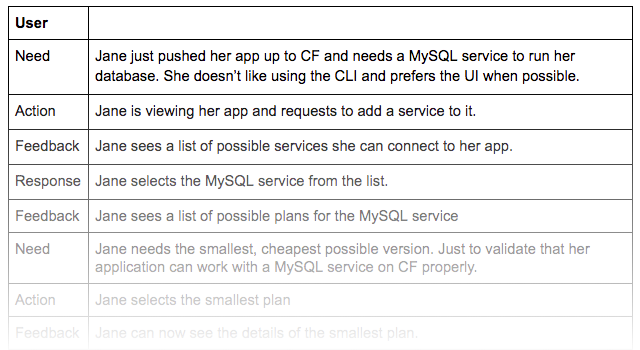 User
Need
Jane just pushed her app up to CF and needs a MySQL service to run her
database. She doesn’t like using the CLI and prefers the UI when possible.
Action
Jane is viewing her app and requests to add a service to it.
Feedback
Jane sees a list of possible services she can connect to her app.
Response
Jane selects the MySQL service from the list.
Feedback
Jane sees a list of possible plans for the MySQL service
Need
Jane needs the smallest, cheapest possible version. Just to validate that her
application can work with a MySQL service on CF properly.
Action
Jane selects the smallest plan
Feedback
Jane can now see the details of the smallest plan.